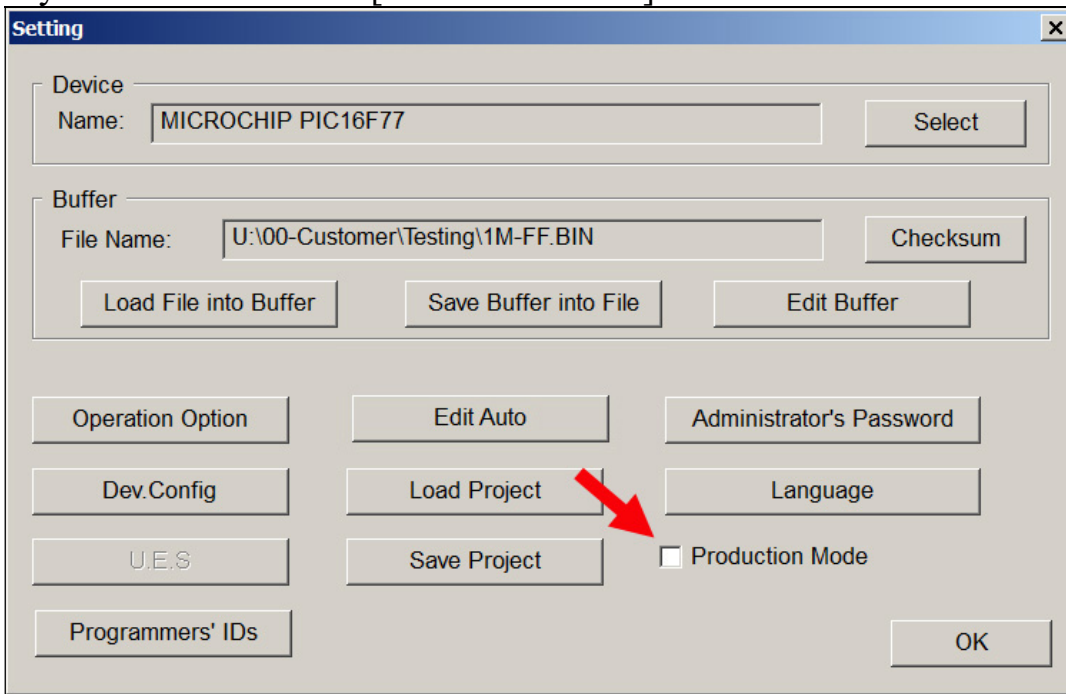 Setting
Device
Name: MICROCHIP PIC16F77 Select
Buffer
File Name: U:\00-Customer\Testing\1M-FF.BIN Checksum
Load File into Buffer Save Buffer into File Edit Buffer
Operation Option Edit Auto Administrator's Password
Dev.Config Load Project Language
U.E.S Save Project Production Mode
Programmers' IDs OK